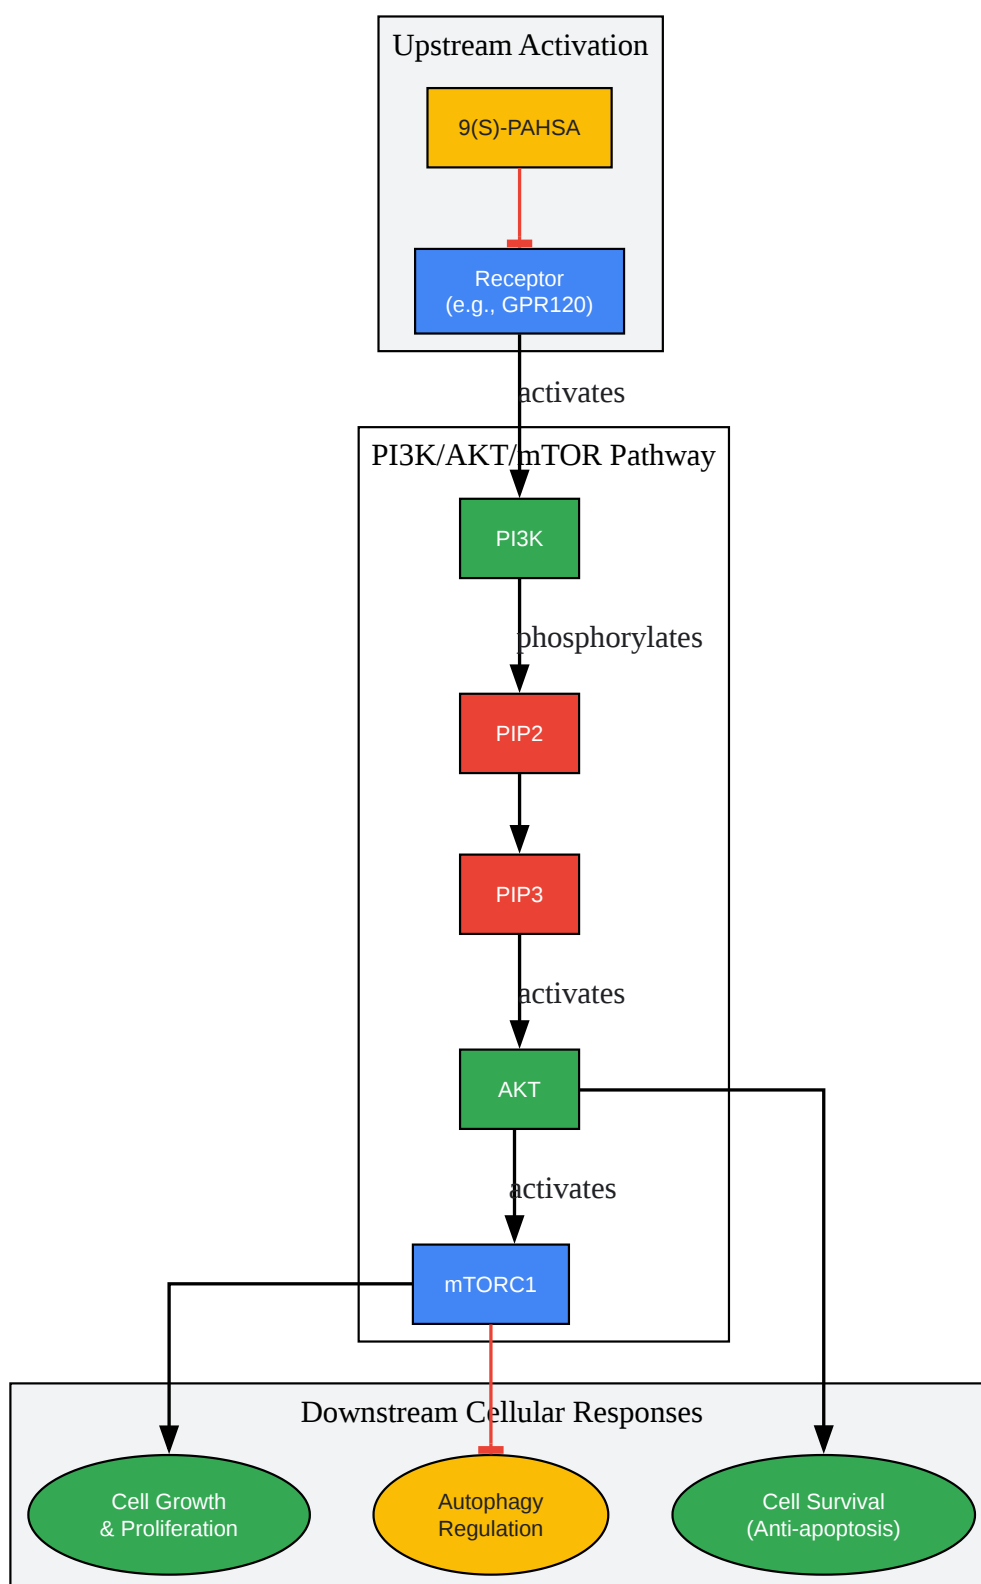 Upstream Activation
9(S)-PAHSA
Receptor
(e.g., GPR120)
activates
PI3K/AKT/mTOR Pathway
PI3K
phosphorylates
PIP2
PIP3
activates
AKT
activates
mTORC1
Downstream Cellular Responses
Cell Growth
& Proliferation
Autophagy
Regulation
Cell Survival
(Anti-apoptosis)